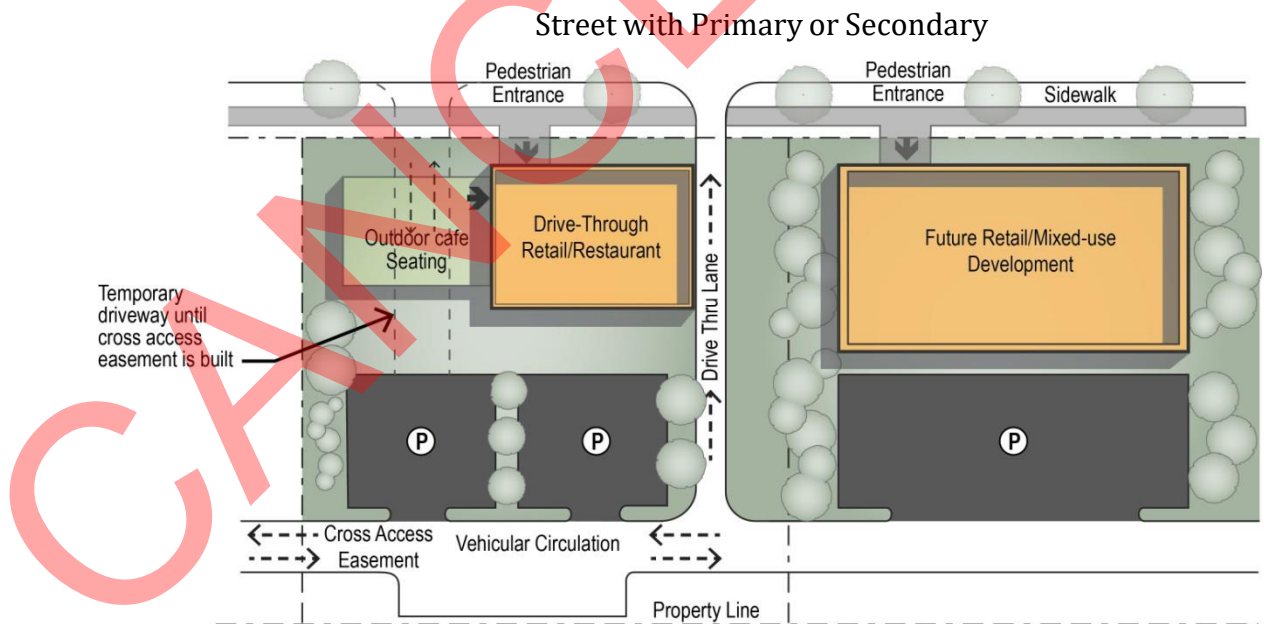 Street with Primary or Secondary
Pedestrian
Entrance
Pedestrian
Entrance
Sidewalk
Outdoor cafe
Seating
Drive-Through
Retail/Restaurant
Drive Thru Lane
Future Retail/Mixed-use
Development
Temporary
driveway until
cross access
easement is built
P
P
P
Cross Access
Easement
Vehicular Circulation
Property Line